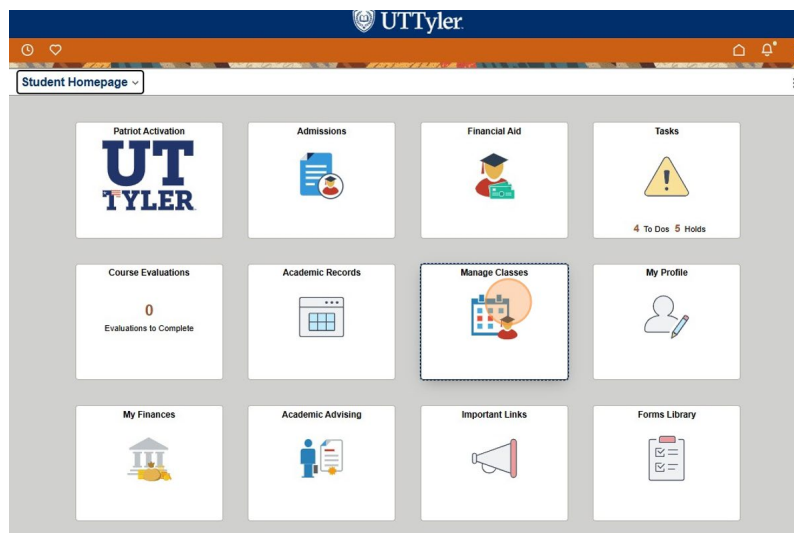 UTTyler
Student Homepage
Patriot Activation
UT
TYLER
Admissions
Financial Aid
Tasks
4 To Dos 5 Holds
Course Evaluations
0
Evaluations to Complete
Academic Records
Manage Classes
My Profile
My Finances
Academic Advising
Important Links
Forms Library